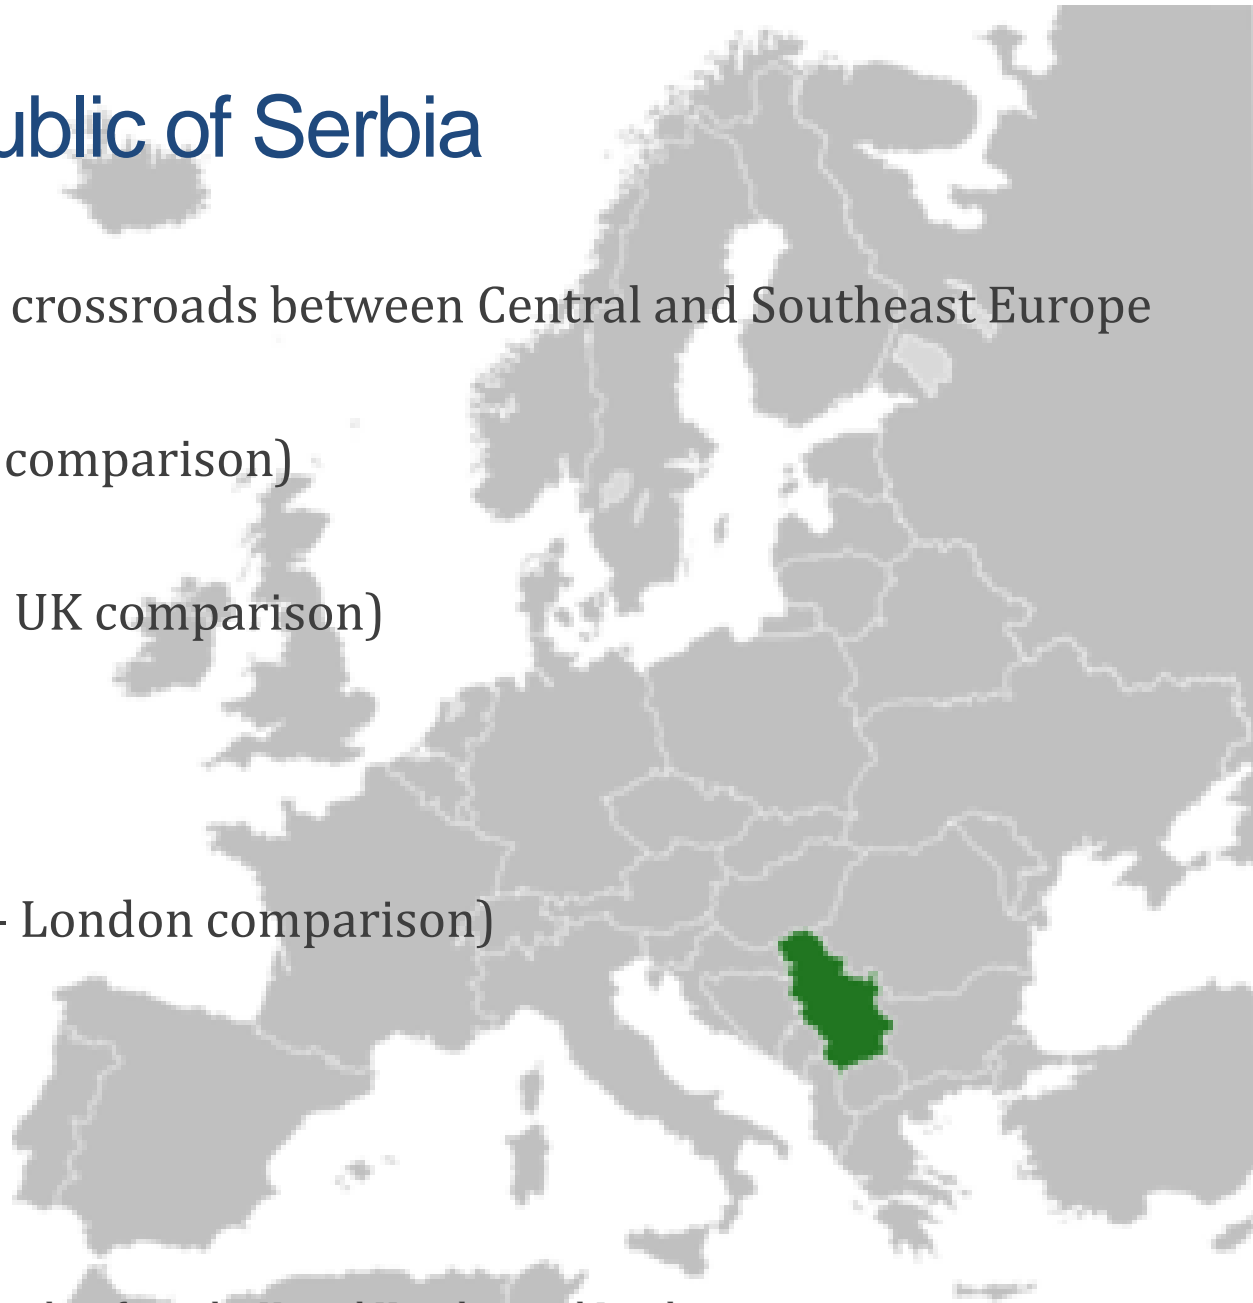 ublic of Serbia
crossroads between Central and Southeast Europe
comparison)
UK comparison)
- London comparison)